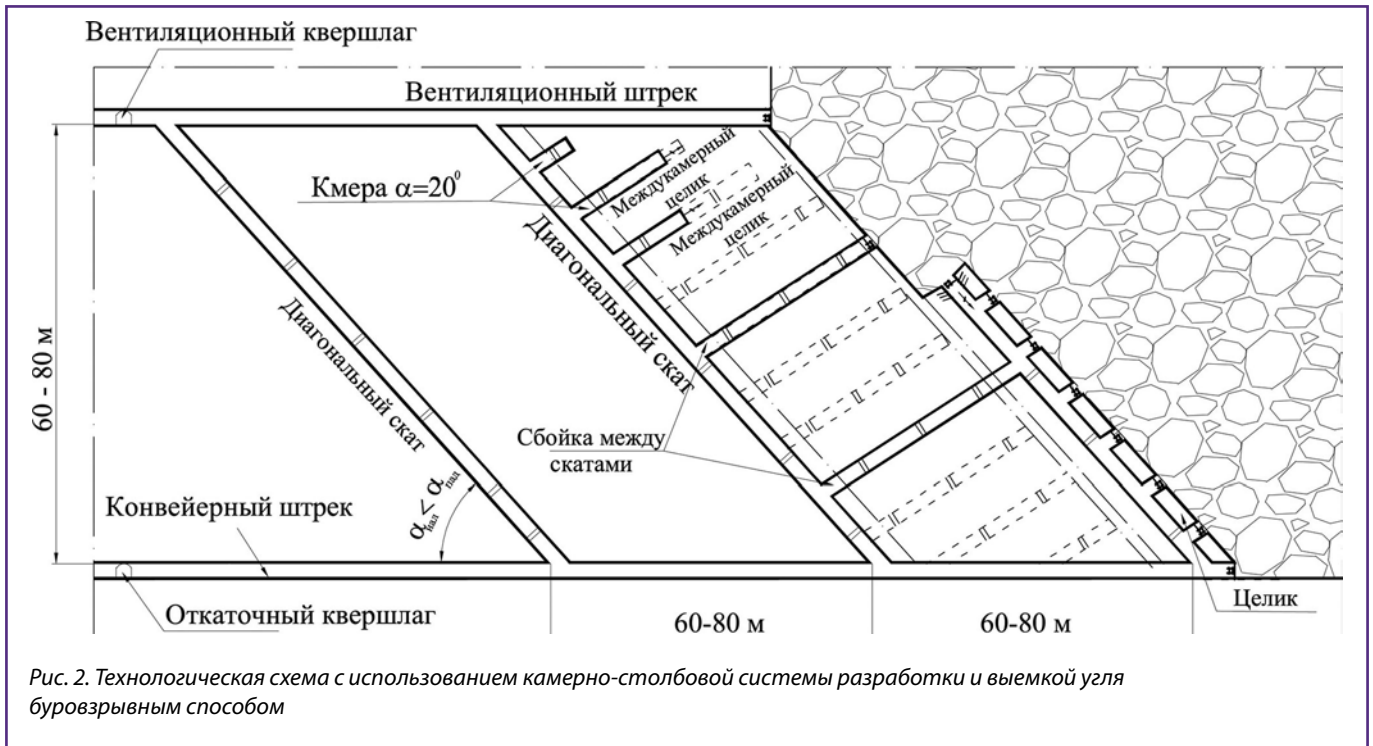 Вентиляционный квершлаг
Вентиляционный штрек
Кмера α=20⁰
Междукамерный
целик
Междукамерный
целик
Диагональный скат
Диагональный скат
60 - 80 м
Сбойка между
скатами
Конвейерный штрек
αнал < αпад
Откаточный квершлаг
Целик
60-80 м
60-80 м
Рис. 2. Технологическая схема с использованием камерно-столбовой системы разработки и выемкой угля
буровзрывным способом